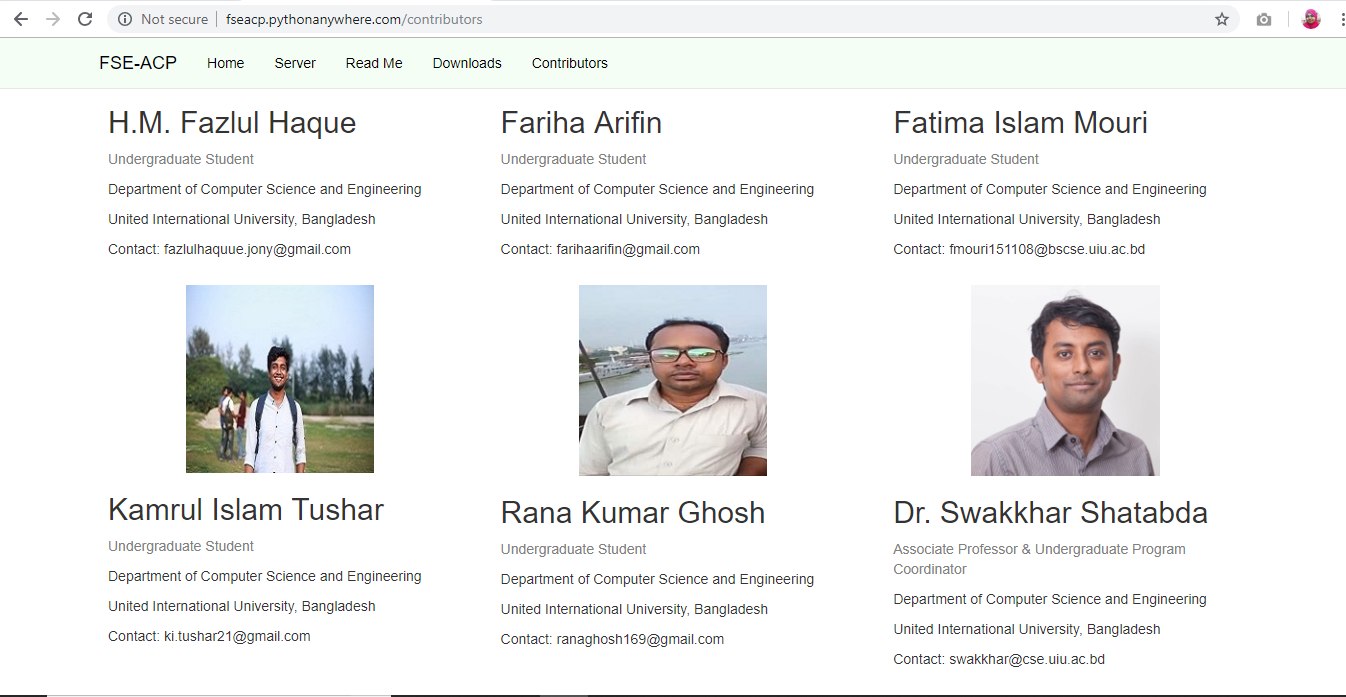 Not secure
fseacp.pythonanywhere.com/contributors
FSE-ACP Home Server Read Me Downloads Contributors
H.M. Fazlul Haque
Undergraduate Student
Department of Computer Science and Engineering
United International University, Bangladesh
Contact: fazlulhaquue.jony@gmail.com
Fariha Arifin
Undergraduate Student
Department of Computer Science and Engineering
United International University, Bangladesh
Contact: farihaarifin@gmail.com
Fatima Islam Mouri
Undergraduate Student
Department of Computer Science and Engineering
United International University, Bangladesh
Contact: fmouri151108@bscse.uiu.ac.bd
Kamrul Islam Tushar
Undergraduate Student
Department of Computer Science and Engineering
United International University, Bangladesh
Contact: ki.tushar21@gmail.com
Rana Kumar Ghosh
Undergraduate Student
Department of Computer Science and Engineering
United International University, Bangladesh
Contact: ranaghosh169@gmail.com
Dr. Swakkhar Shatabda
Associate Professor & Undergraduate Program
Coordinator
Department of Computer Science and Engineering
United International University, Bangladesh
Contact: swakkhar@cse.uiu.ac.bd